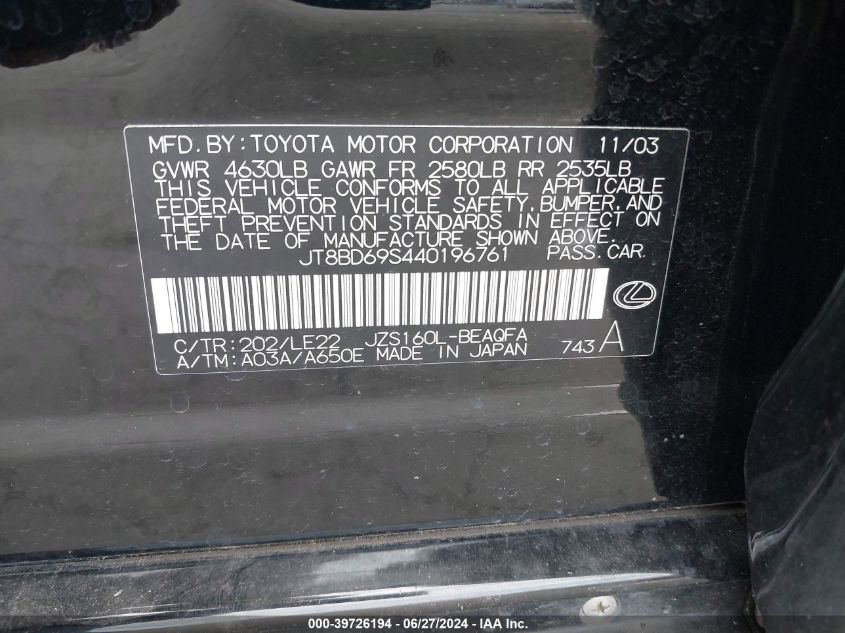 MFD. BY: TOYOTA MOTOR CORPORATION 11/03
GVWR 4630LB GAWR FR 2580LB RR 2535LB
THIS VEHICLE CONFORMS TO ALL APPLICABLE
FEDERAL MOTOR VEHICLE SAFETY, BUMPER, AND
THEFT PREVENTION STANDARDS IN EFFECT ON
THE DATE OF MANUFACTURE SHOWN ABOVE.
JT8BD69S440196761 PASS. CAR
C/TR: 202/LE22 JZS160L-BEAQFA
A/TM: A03A/A650E MADE IN JAPAN 743 A
000-39726194 - 06/27/2024 - IAA Inc.